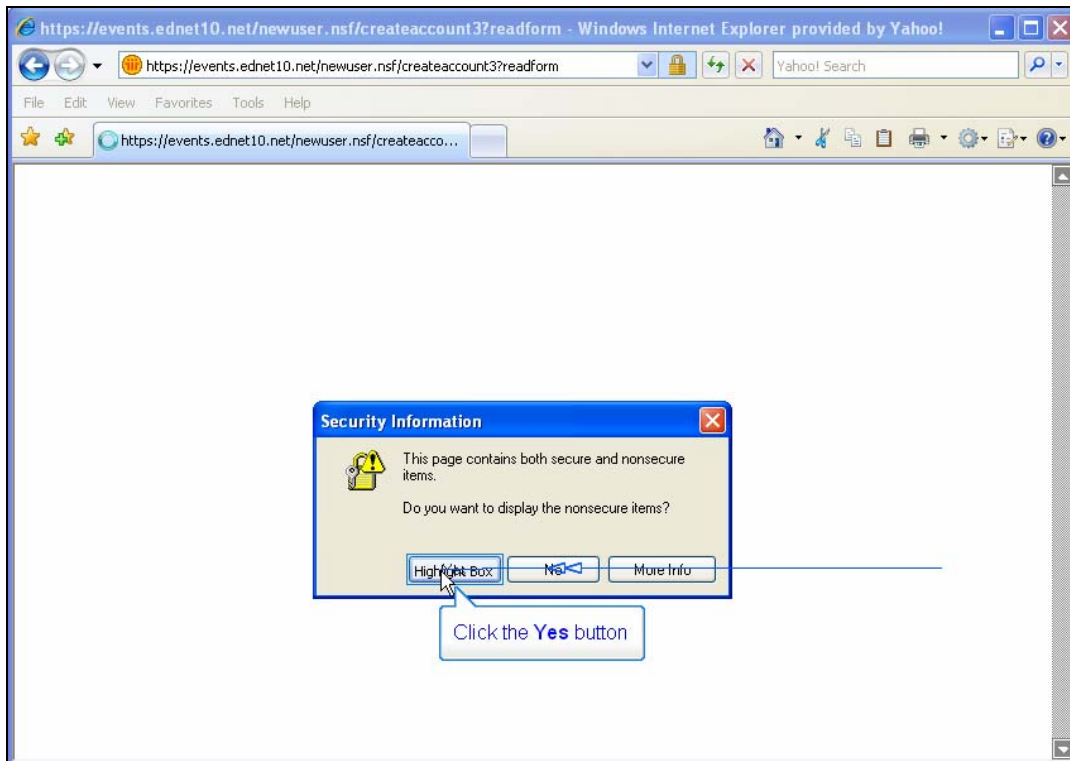 https://events.ednet10.net/newuser.nsf/createaccount3?readform - Windows Internet Explorer provided by Yahoo!
https://events.ednet10.net/newuser.nsf/createaccount3?readform Yahoo! Search
File Edit View Favorites Tools Help
https://events.ednet10.net/newuser.nsf/createacco...
Security Information
This page contains both secure and nonsecure
items.
Do you want to display the nonsecure items?
Highlight Box No More Info
Click the Yes button